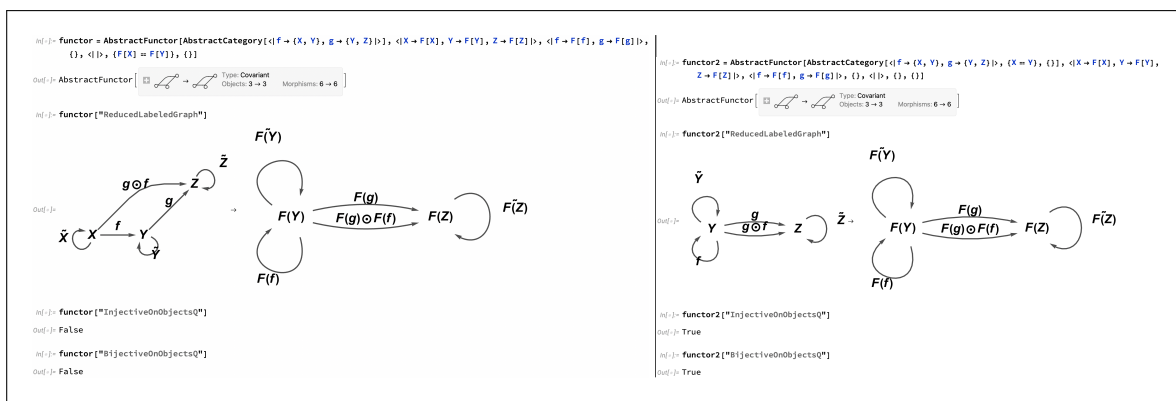 In[·]:= functor = AbstractFunctor[AbstractCategory[<|f → {X, Y}, g → {Y, Z}|>], <|X → F[X], Y → F[Y], Z → F[Z]|>, <|f → F[f], g → F[g]|>,
{}, <||>, {F[X] == F[Y]}, {}]
Out[·]= AbstractFunctor[ Type: Covariant
Objects: 3 → 3 Morphisms: 6 → 6 ]
In[·]:= functor["ReducedLabeledGraph"]
F(Ỹ)
Z̃
g⊙f Z
g F(g)
Out[·]= → F(Y) F(Z) F(Z̃)
F(g)⊙F(f)
X̃ X f Y
Ỹ
F(f)
In[·]:= functor["InjectiveOnObjectsQ"]
Out[·]= False
In[·]:= functor["BijectiveOnObjectsQ"]
Out[·]= False
In[·]:= functor2 = AbstractFunctor[AbstractCategory[<|f → {X, Y}, g → {Y, Z}|>, {X == Y}, {}], <|X → F[X], Y → F[Y],
Z → F[Z]|>, <|f → F[f], g → F[g]|>, {}, <||>, {}, {}]
Out[·]= AbstractFunctor[ Type: Covariant
Objects: 3 → 3 Morphisms: 6 → 6 ]
In[·]:= functor2["ReducedLabeledGraph"]
F(Ỹ)
Ỹ
g F(g)
Out[·]= Y Z Z̃ → F(Y) F(Z) F(Z̃)
g⊙f F(g)⊙F(f)
f
F(f)
In[·]:= functor2["InjectiveOnObjectsQ"]
Out[·]= True
In[·]:= functor2["BijectiveOnObjectsQ"]
Out[·]= True